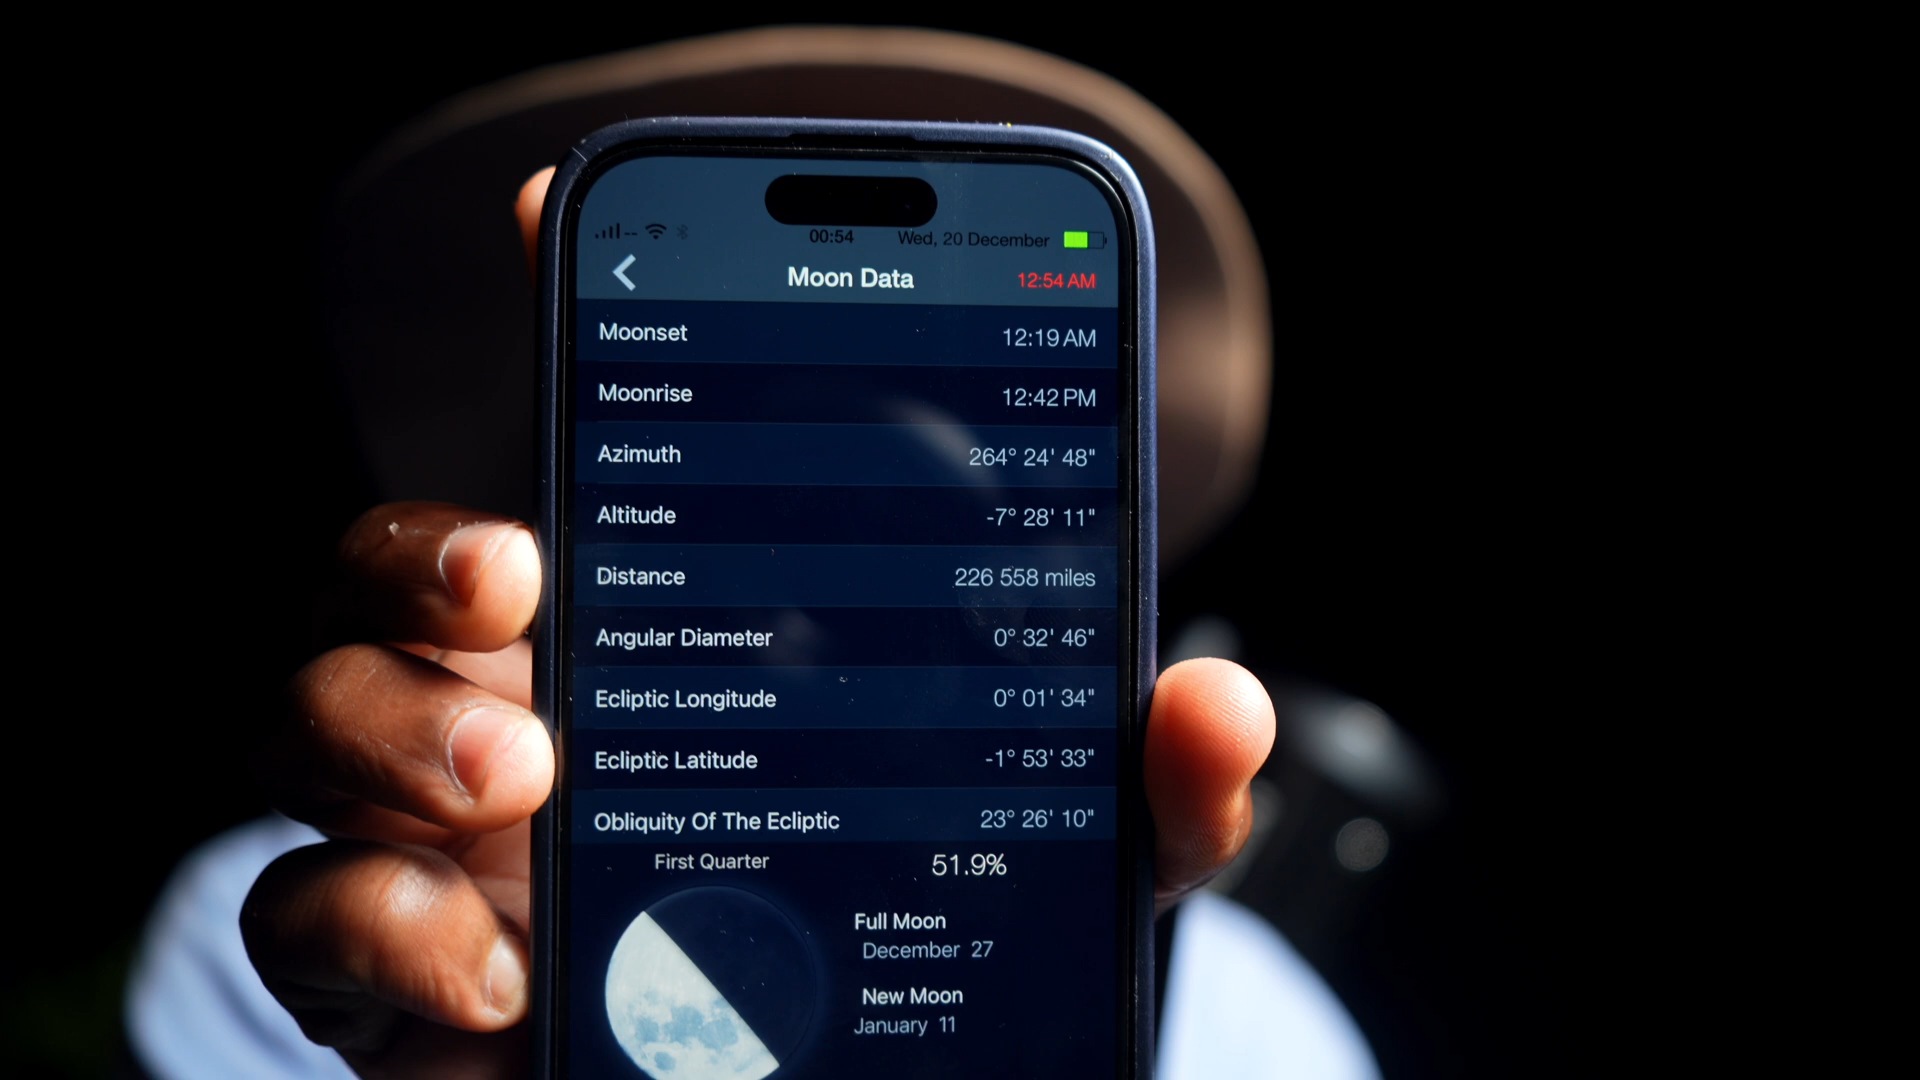 00:54 Wed, 20 December
Moon Data 12:54 AM
Moonset 12:19 AM
Moonrise 12:42 PM
Azimuth 264° 24' 48"
Altitude -7° 28' 11"
Distance 226 558 miles
Angular Diameter 0° 32' 46"
Ecliptic Longitude 0° 01' 34"
Ecliptic Latitude -1° 53' 33"
Obliquity Of The Ecliptic 23° 26' 10"
First Quarter 51.9%
Full Moon
December 27
New Moon
January 11